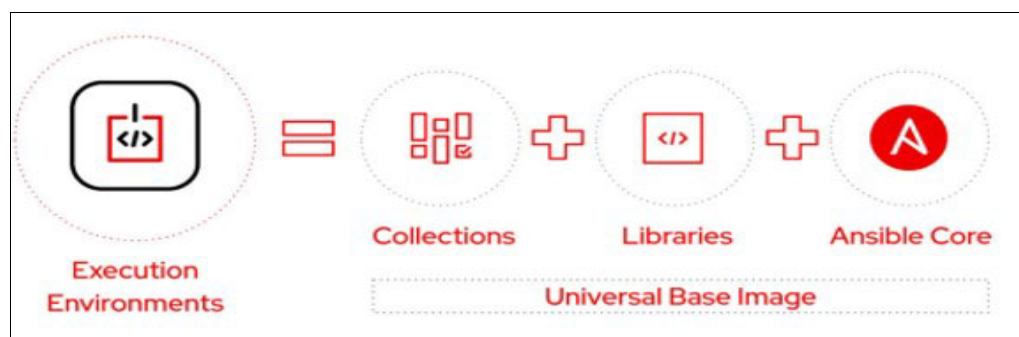 </>
</>
Collections
Libraries
Ansible Core
Execution
Environments
Universal Base Image